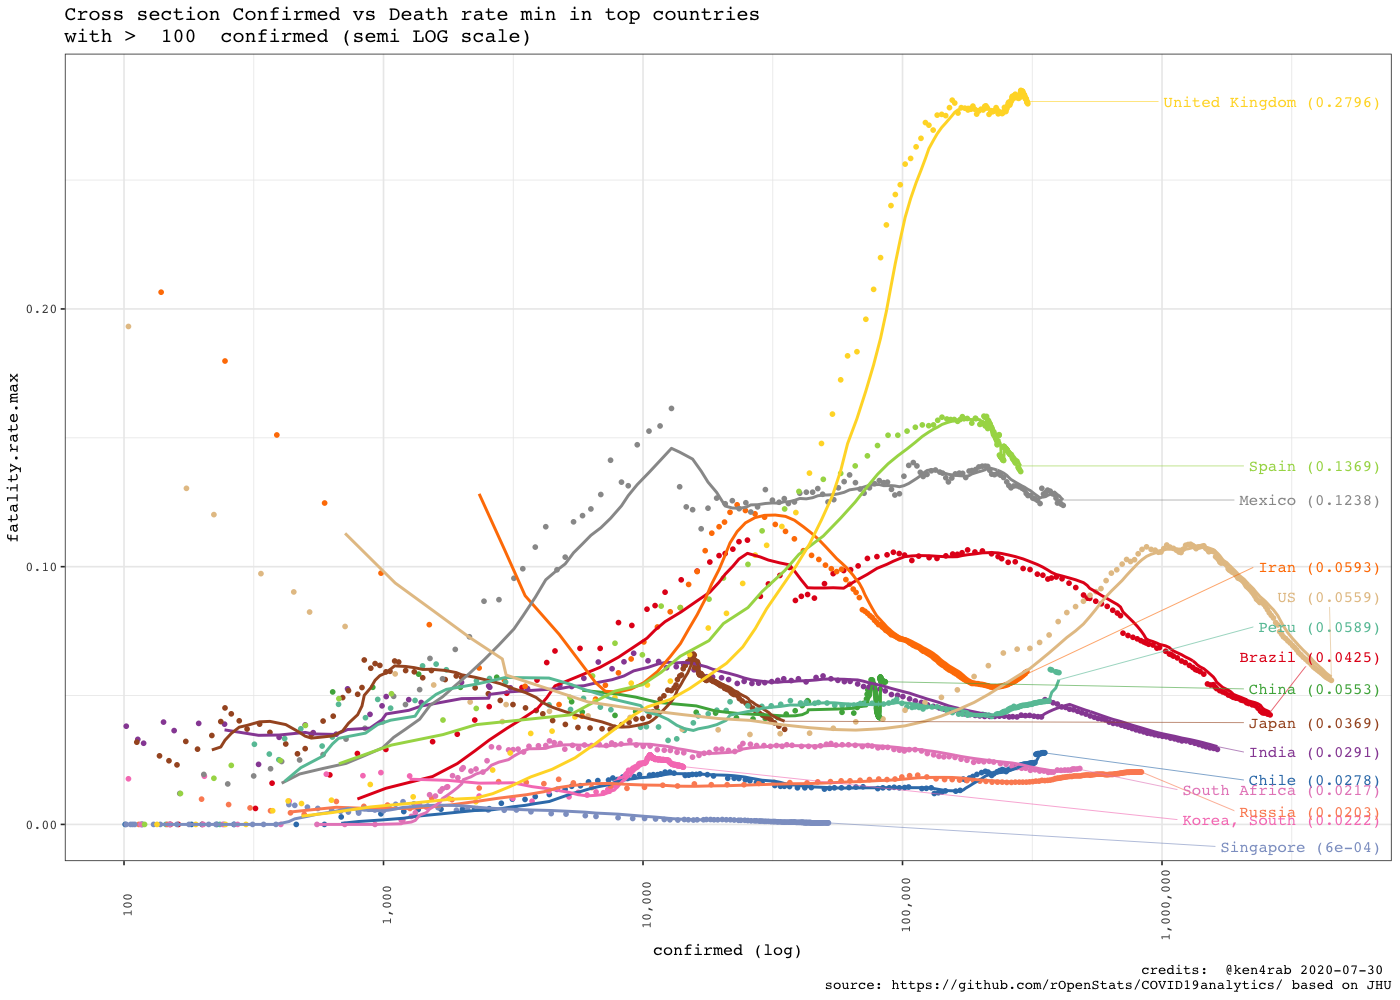 Cross section Confirmed vs Death rate min in top countries
with >  100  confirmed (semi LOG scale)
fatality.rate.max
0.20
0.10
0.00
United Kingdom (0.2796)
Spain (0.1369)
Mexico (0.1238)
Iran (0.0593)
US (0.0559)
Peru (0.0589)
Brazil (0.0425)
China (0.0553)
Japan (0.0369)
India (0.0291)
Chile (0.0278)
South Africa (0.0217)
Russia (0.0203)
Korea, South (0.0222)
Singapore (6e-04)
100
1,000
10,000
100,000
1,000,000
confirmed (log)
credits:  @ken4rab 2020-07-30
source: https://github.com/rOpenStats/COVID19analytics/ based on JHU